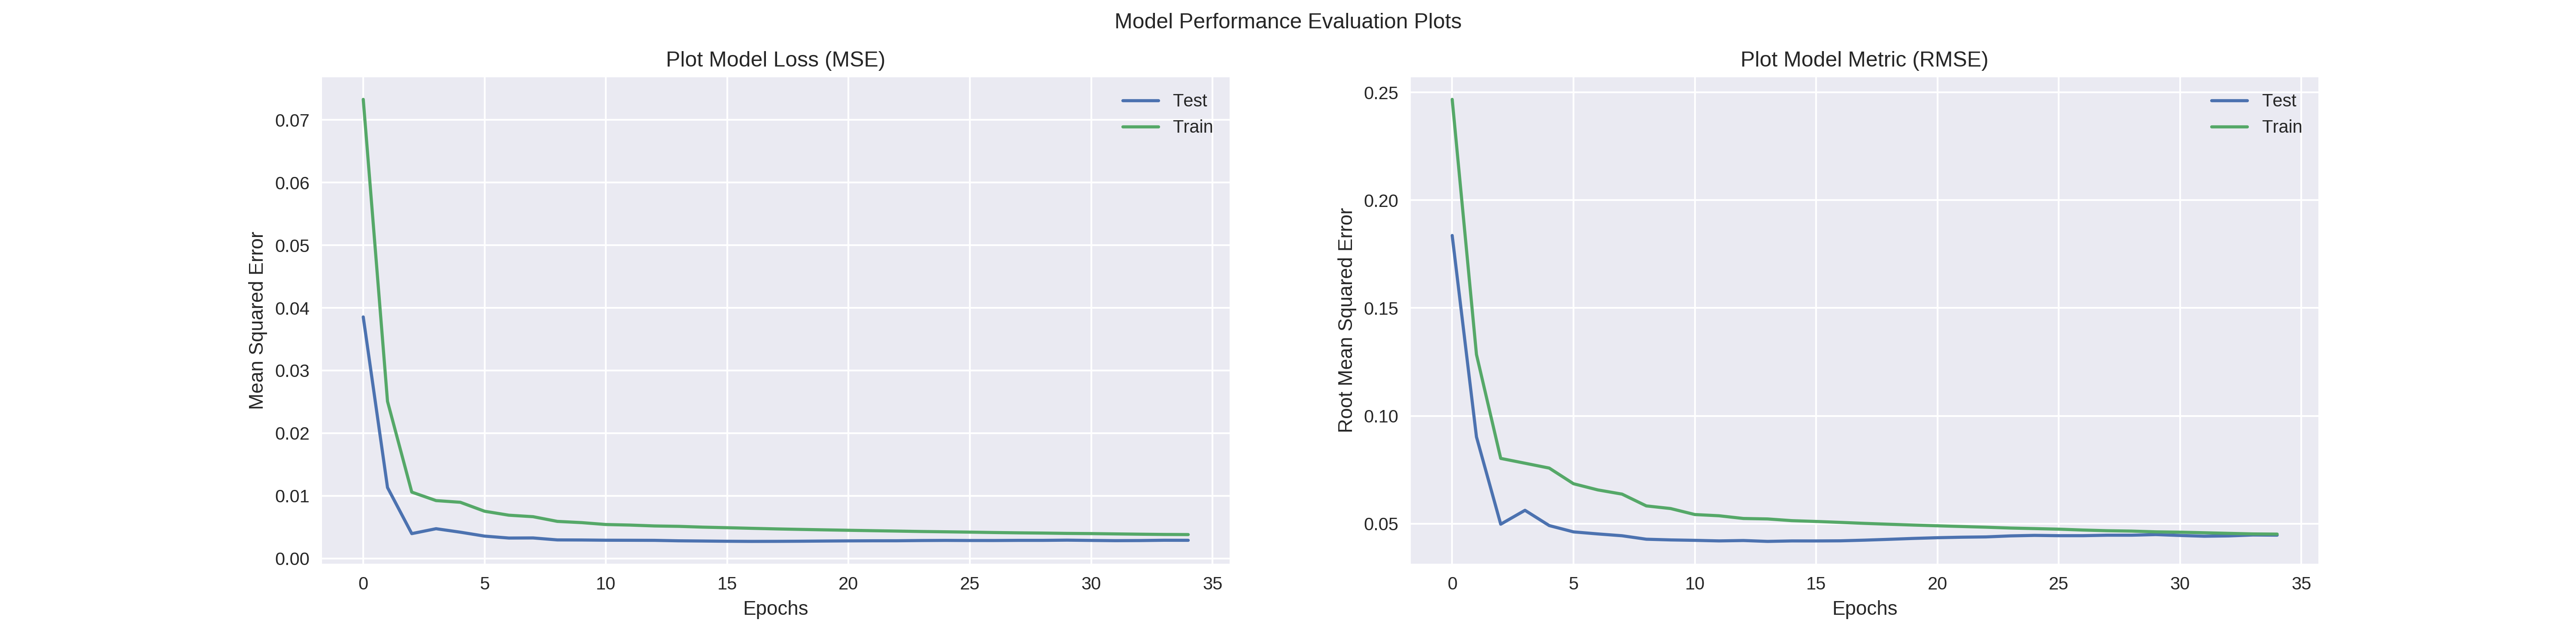 Model Performance Evaluation Plots
Plot Model Loss (MSE)
Mean Squared Error
0.07
0.06
0.05
0.04
0.03
0.02
0.01
0.00
Test
Train
0 5 10 15 20 25 30 35
Epochs
Plot Model Metric (RMSE)
Root Mean Squared Error
0.25
0.20
0.15
0.10
0.05
Test
Train
0 5 10 15 20 25 30 35
Epochs